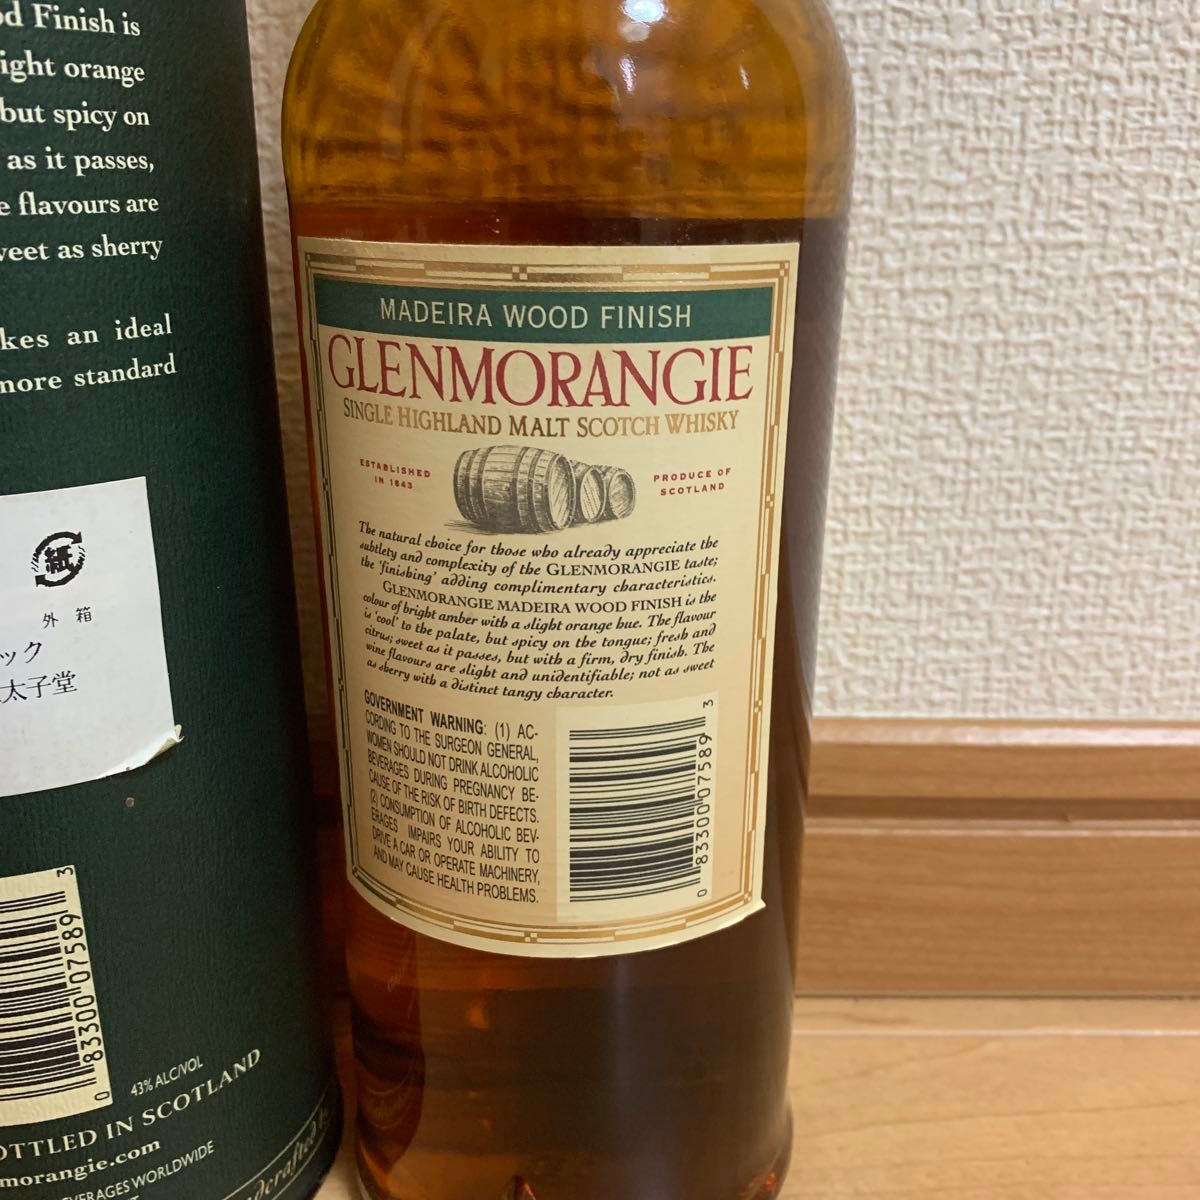 d Finish is
ight orange
but spicy on
as it passes,
e flavours are
veet as sherry
kes an ideal
more standard
紙
外箱
ック
太子堂
83300 07589 3
0
43% ALC/VOL
OTTLED IN SCOTLAND
morangie.com
EVERAGES WORLDWIDE
MADEIRA WOOD FINISH
GLENMORANGIE
SINGLE HIGHLAND MALT SCOTCH WHISKY
ESTABLISHED
IN 1843
PRODUCE OF
SCOTLAND
The natural choice for those who already appreciate the
subtlety and complexity of the GLENMORANGIE taste;
the 'finishing' adding complimentary characteristics.
GLENMORANGIE MADEIRA WOOD FINISH is the
colour of bright amber with a slight orange hue. The flavour
is 'cool' to the palate, but spicy on the tongue; fresh and
citrus; sweet as it passes, but with a firm, dry finish. The
wine flavours are slight and unidentifiable; not as sweet
as sherry with a distinct tangy character.
GOVERNMENT WARNING: (1) AC-
CORDING TO THE SURGEON GENERAL,
WOMEN SHOULD NOT DRINK ALCOHOLIC
BEVERAGES DURING PREGNANCY BE-
CAUSE OF THE RISK OF BIRTH DEFECTS.
(2) CONSUMPTION OF ALCOHOLIC BEV-
ERAGES IMPAIRS YOUR ABILITY TO
DRIVE A CAR OR OPERATE MACHINERY,
AND MAY CAUSE HEALTH PROBLEMS.
0 83300 07589 3